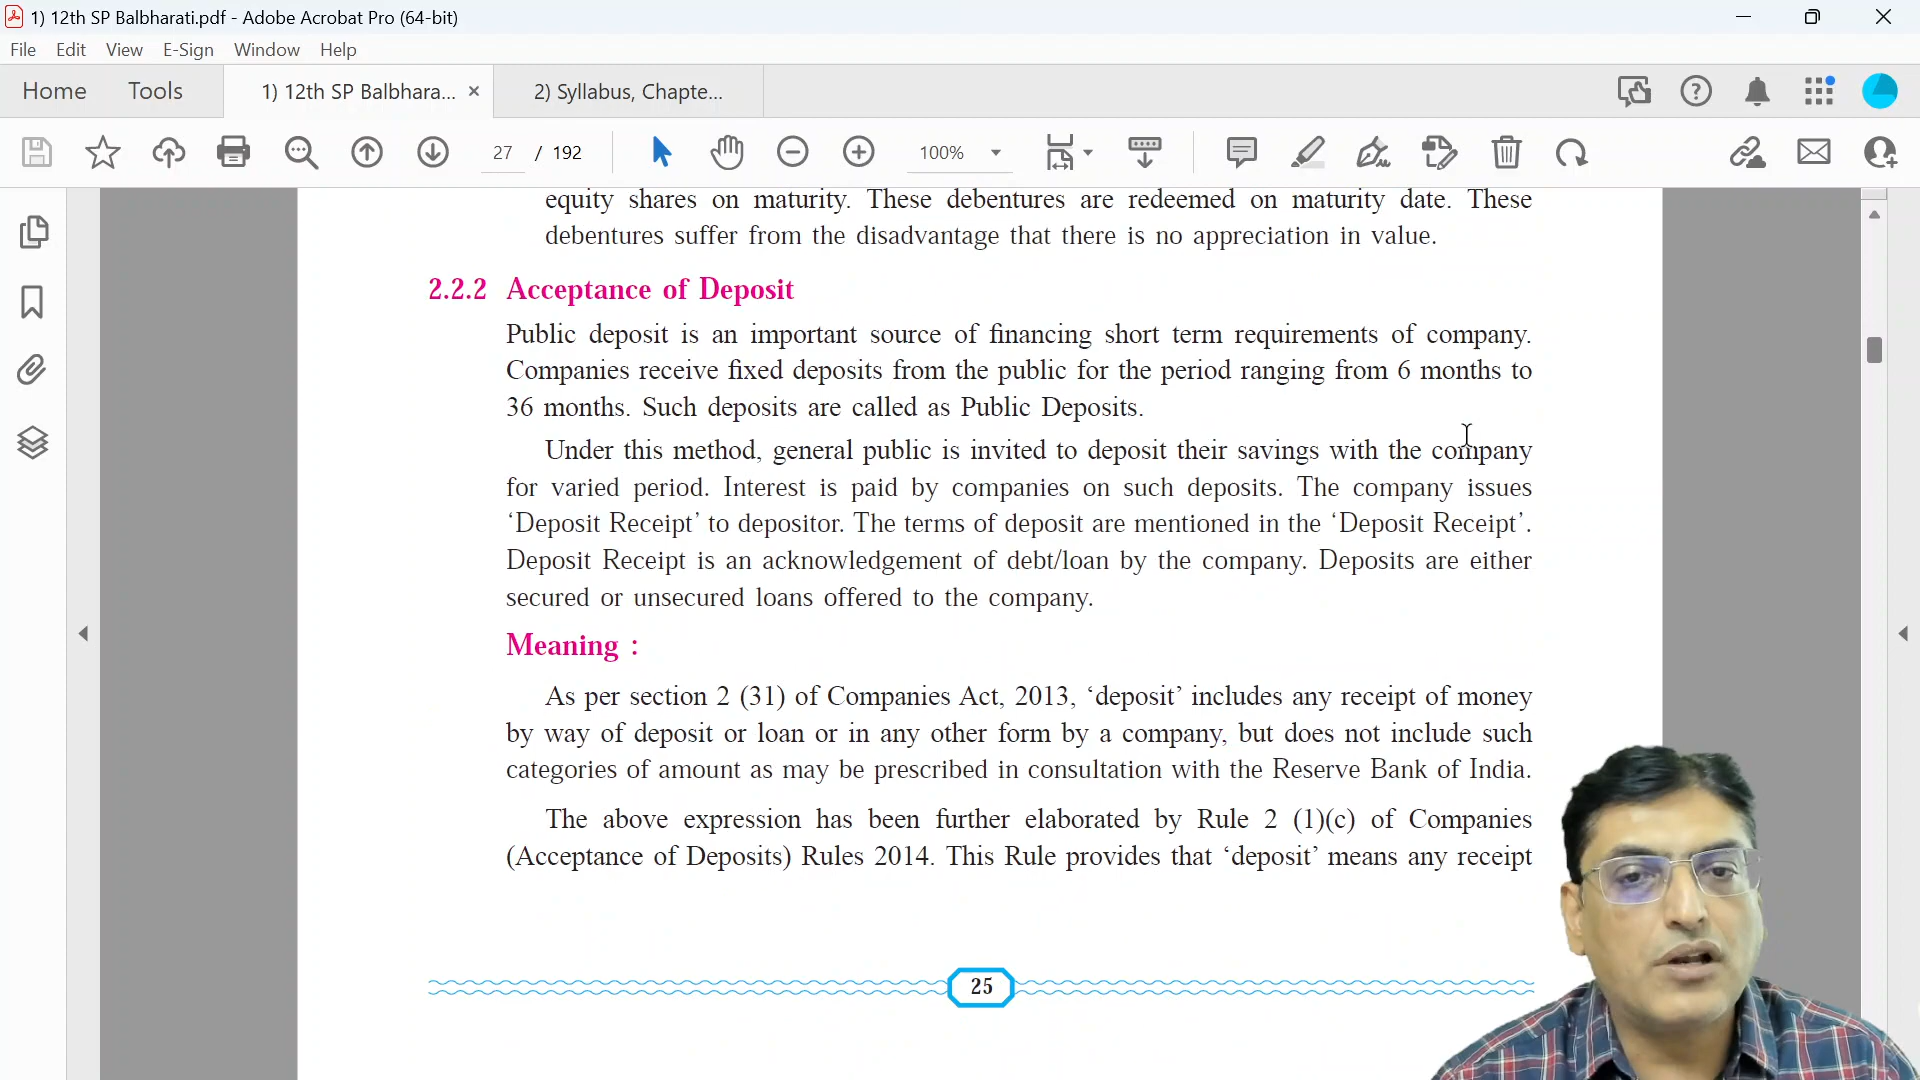 1) 12th SP Balbharati.pdf - Adobe Acrobat Pro (64-bit)
File Edit View E-Sign Window Help
Home Tools 1) 12th SP Balbhara... × 2) Syllabus, Chapte...
27 / 192 100%
equity shares on maturity. These debentures are redeemed on maturity date. These
debentures suffer from the disadvantage that there is no appreciation in value.
2.2.2 Acceptance of Deposit
Public deposit is an important source of financing short term requirements of company.
Companies receive fixed deposits from the public for the period ranging from 6 months to
36 months. Such deposits are called as Public Deposits.
Under this method, general public is invited to deposit their savings with the company
for varied period. Interest is paid by companies on such deposits. The company issues
‘Deposit Receipt’ to depositor. The terms of deposit are mentioned in the ‘Deposit Receipt’.
Deposit Receipt is an acknowledgement of debt/loan by the company. Deposits are either
secured or unsecured loans offered to the company.
Meaning :
As per section 2 (31) of Companies Act, 2013, ‘deposit’ includes any receipt of money
by way of deposit or loan or in any other form by a company, but does not include such
categories of amount as may be prescribed in consultation with the Reserve Bank of India.
The above expression has been further elaborated by Rule 2 (1)(c) of Companies
(Acceptance of Deposits) Rules 2014. This Rule provides that ‘deposit’ means any receipt
25